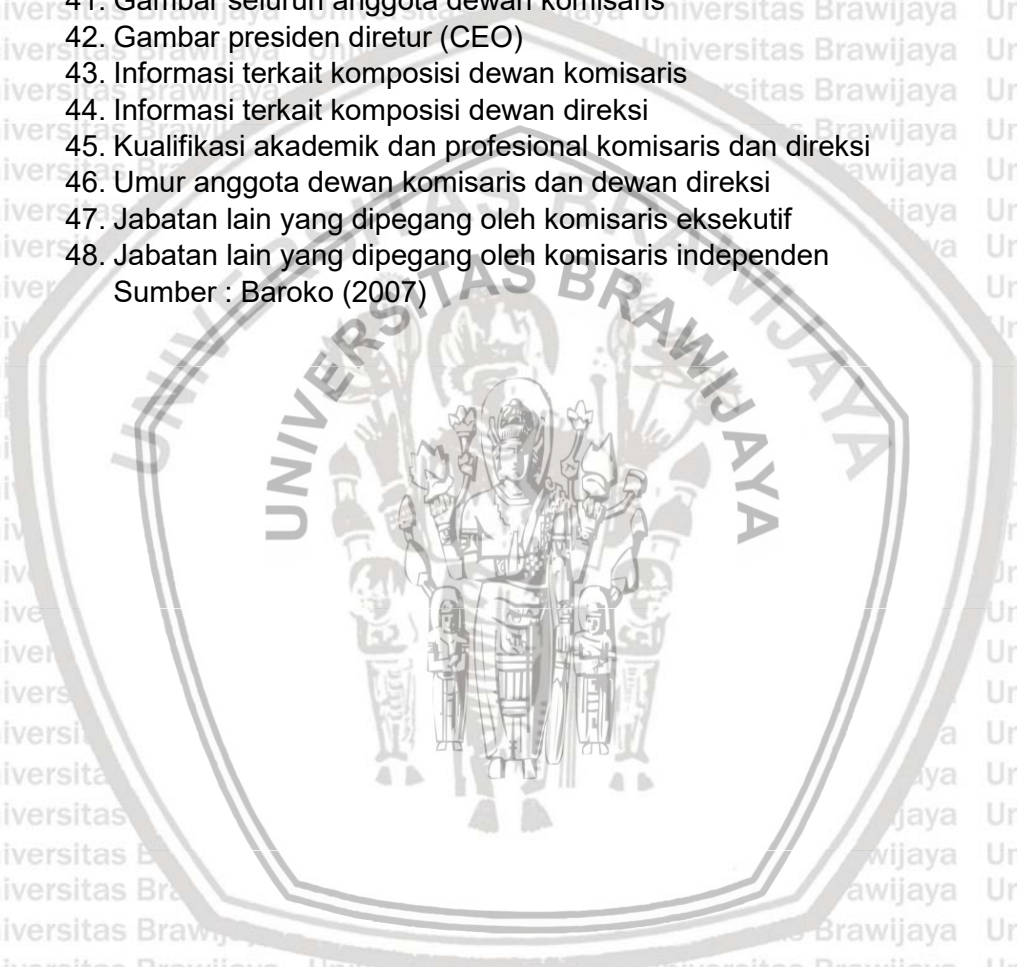 41. Gambar seluruh anggota dewan komisaris
42. Gambar presiden diretur (CEO)
43. Informasi terkait komposisi dewan komisaris
44. Informasi terkait komposisi dewan direksi
45. Kualifikasi akademik dan profesional komisaris dan direksi
46. Umur anggota dewan komisaris dan dewan direksi
47. Jabatan lain yang dipegang oleh komisaris eksekutif
48. Jabatan lain yang dipegang oleh komisaris independen
Sumber : Baroko (2007)
UNIVERSITAS BRAWIJAYA